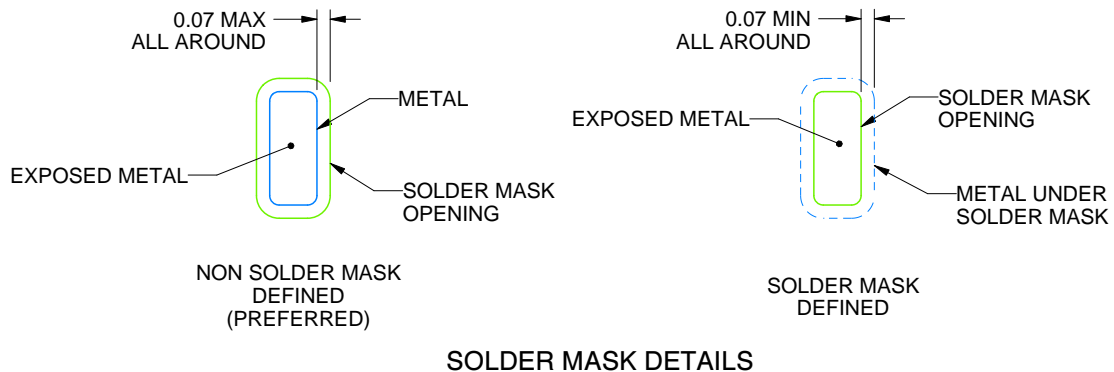 0.07 MAX
ALL AROUND
METAL
EXPOSED METAL
SOLDER MASK
OPENING
NON SOLDER MASK
DEFINED
(PREFERRED)
0.07 MIN
ALL AROUND
EXPOSED METAL
SOLDER MASK
OPENING
METAL UNDER
SOLDER MASK
SOLDER MASK
DEFINED
SOLDER MASK DETAILS